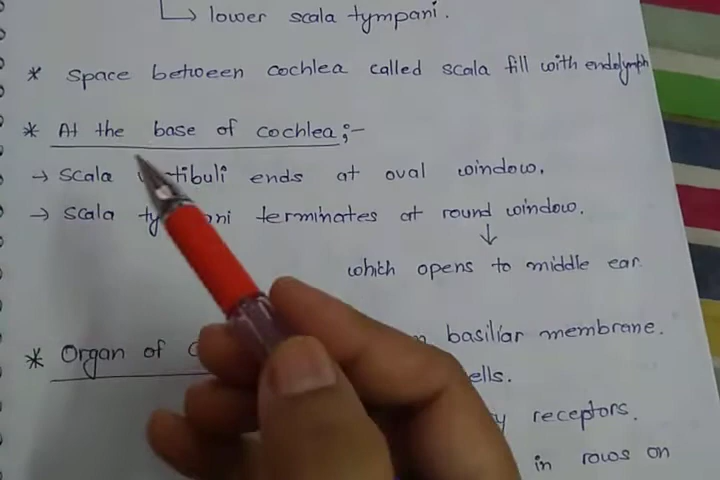 ↳ lower scala tympani.
* Space between cochlea called scala fill with endolymph
* At the base of cochlea ;-
→ scala ends at oval window.
→ scala terminates at round window.
↓
which opens to middle ear.
* Organ of basiliar membrane.
receptors.
in rows on